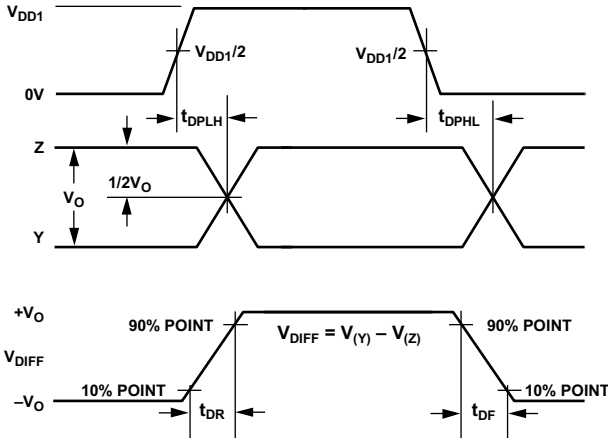 VDD1
VDD1/2 VDD1/2
0V
tDPLH tDPHL
Z
1/2VO
VO
Y
+VO
90% POINT VDIFF = V(Y) – V(Z) 90% POINT
VDIFF
10% POINT 10% POINT
–VO
tDR tDF